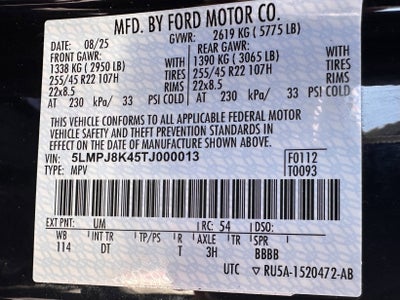 MFD. BY FORD MOTOR CO.
DATE: 08/25 GVWR: 2619 KG ( 5775 LB)
FRONT GAWR: REAR GAWR:
1338 KG ( 2950 LB) WITH 1390 KG ( 3065 LB) WITH
255/45 R22 107H TIRES 255/45 R22 107H TIRES
22x8.5 RIMS 22x8.5 RIMS
AT 230 kPa/ 33 PSI COLD AT 230 kPa/ 33 PSI COLD
THIS VEHICLE CONFORMS TO ALL APPLICABLE FEDERAL MOTOR
VEHICLE SAFETY AND THEFT PREVENTION STANDARDS IN
EFFECT ON THE DATE OF MANUFACTURE SHOWN ABOVE.
VIN: 5LMPJ8K45TJ000013 F0112
TYPE: MPV T0093
EXT PNT: UM RC: 54 DSO:
WB INT TR TP/PS R AXLE TR SPR
114 DT T 3H BBBB
UTC RU5A-1520472-AB